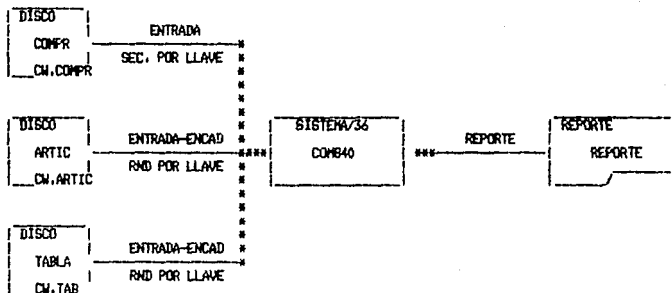 DISCO
COMPR
CW.COMPR
ENTRADA
SEC. POR LLAVE
DISCO
ARTIC
CW.ARTIC
ENTRADA-ENCAD
RND POR LLAVE
SISTEMA/36
COM840
REPORTE
REPORTE
REPORTE
DISCO
TABLA
CW.TAB
ENTRADA-ENCAD
RND POR LLAVE